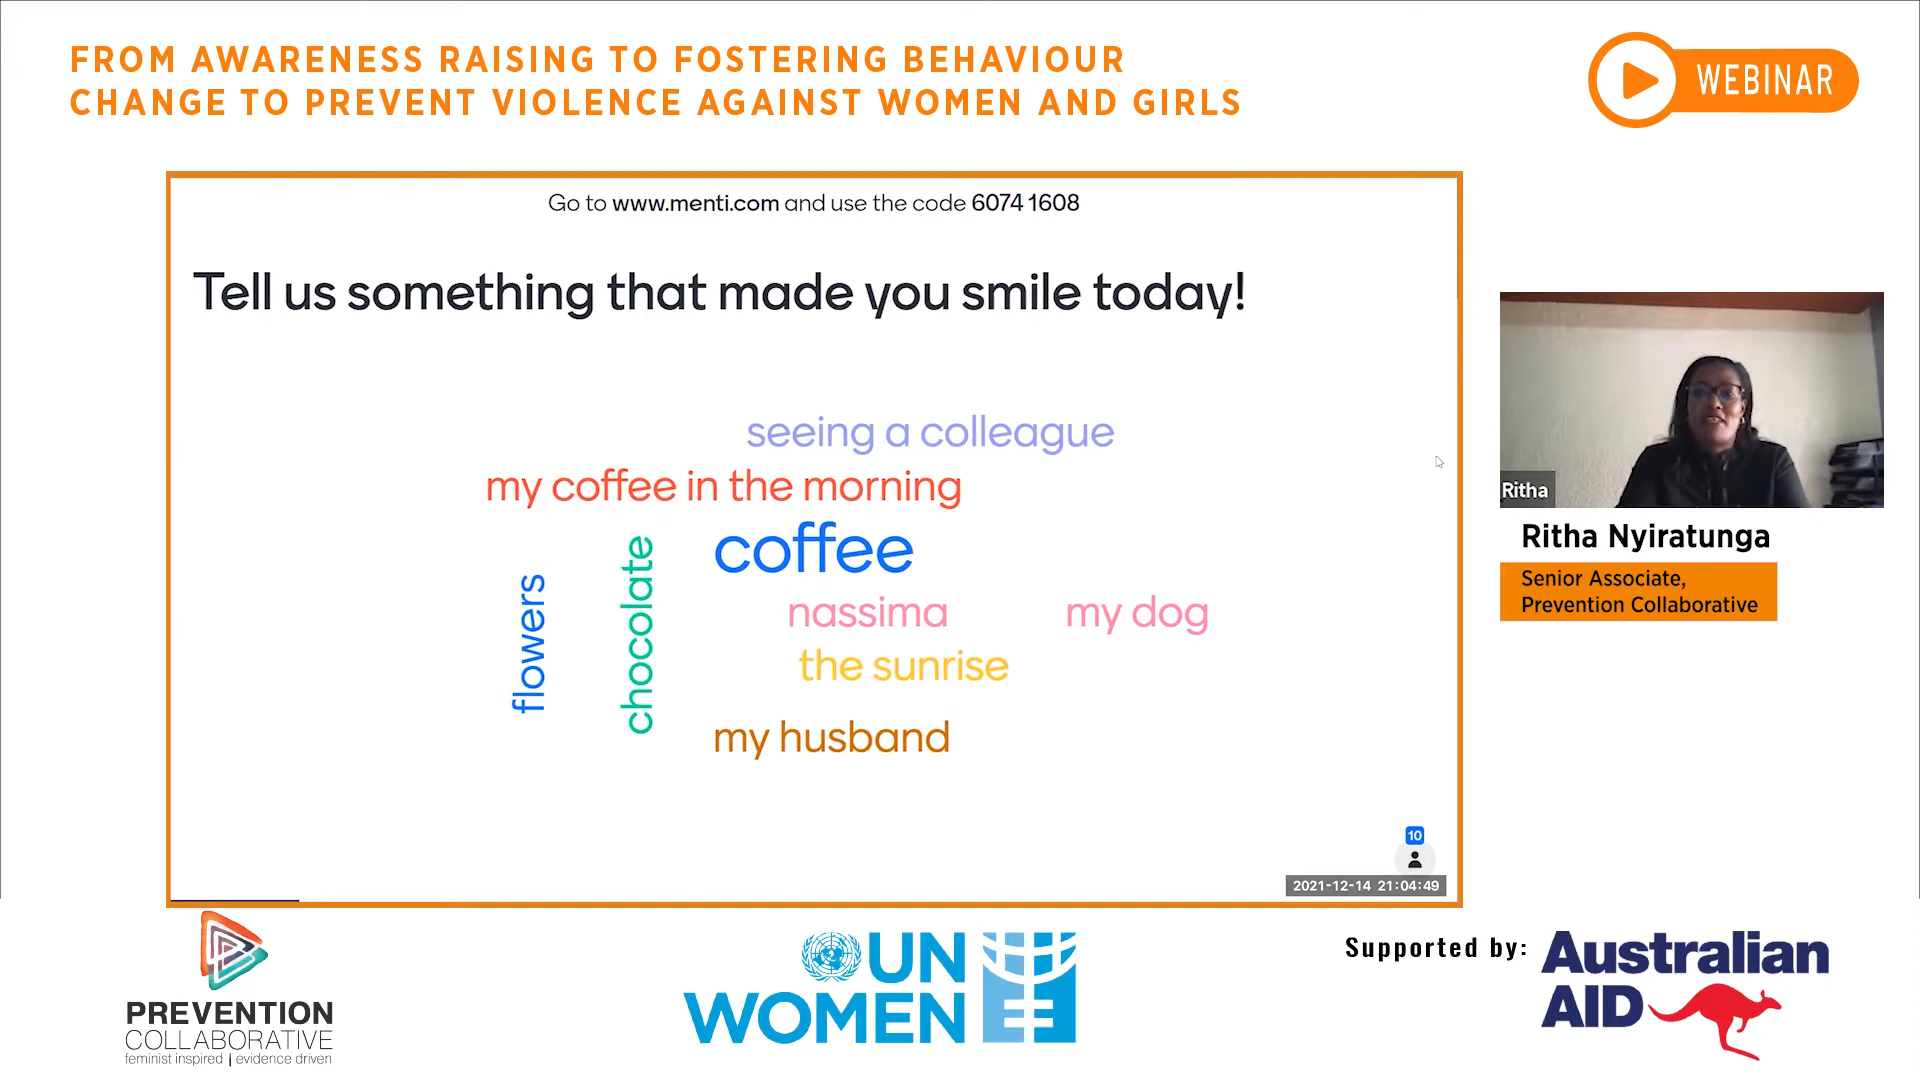 FROM AWARENESS RAISING TO FOSTERING BEHAVIOUR
CHANGE TO PREVENT VIOLENCE AGAINST WOMEN AND GIRLS
WEBINAR
Go to www.menti.com and use the code 6074 1608
Tell us something that made you smile today!
seeing a colleague
my coffee in the morning
coffee
flowers
chocolate
nassima
my dog
the sunrise
my husband
10
2021-12-14 21:04:49
Ritha
Ritha Nyiratunga
Senior Associate,
Prevention Collaborative
PREVENTION
COLLABORATIVE
feminist inspired | evidence driven
UN
WOMEN
Supported by:
Australian
AID